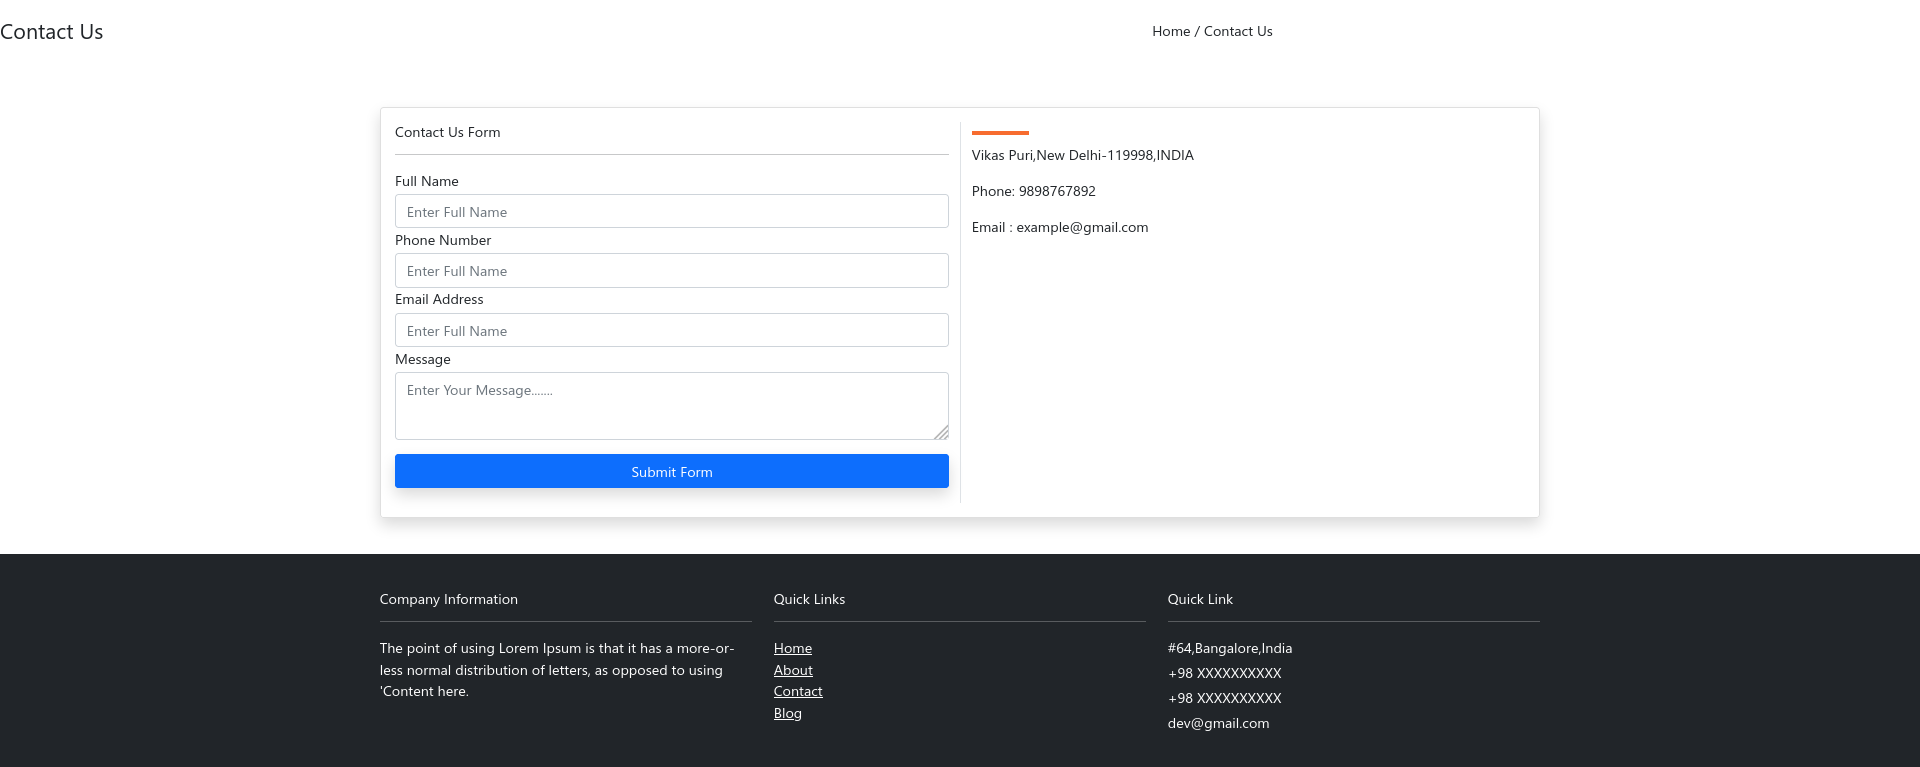 Contact Us
Home / Contact Us
Contact Us Form
Full Name
Enter Full Name
Phone Number
Enter Full Name
Email Address
Enter Full Name
Message
Enter Your Message.......
Submit Form
Vikas Puri,New Delhi-119998,INDIA
Phone: 9898767892
Email : example@gmail.com
Company Information
The point of using Lorem Ipsum is that it has a more-or-
less normal distribution of letters, as opposed to using
'Content here.
Quick Links
Home
About
Contact
Blog
Quick Link
#64,Bangalore,India
+98 XXXXXXXXXX
+98 XXXXXXXXXX
dev@gmail.com